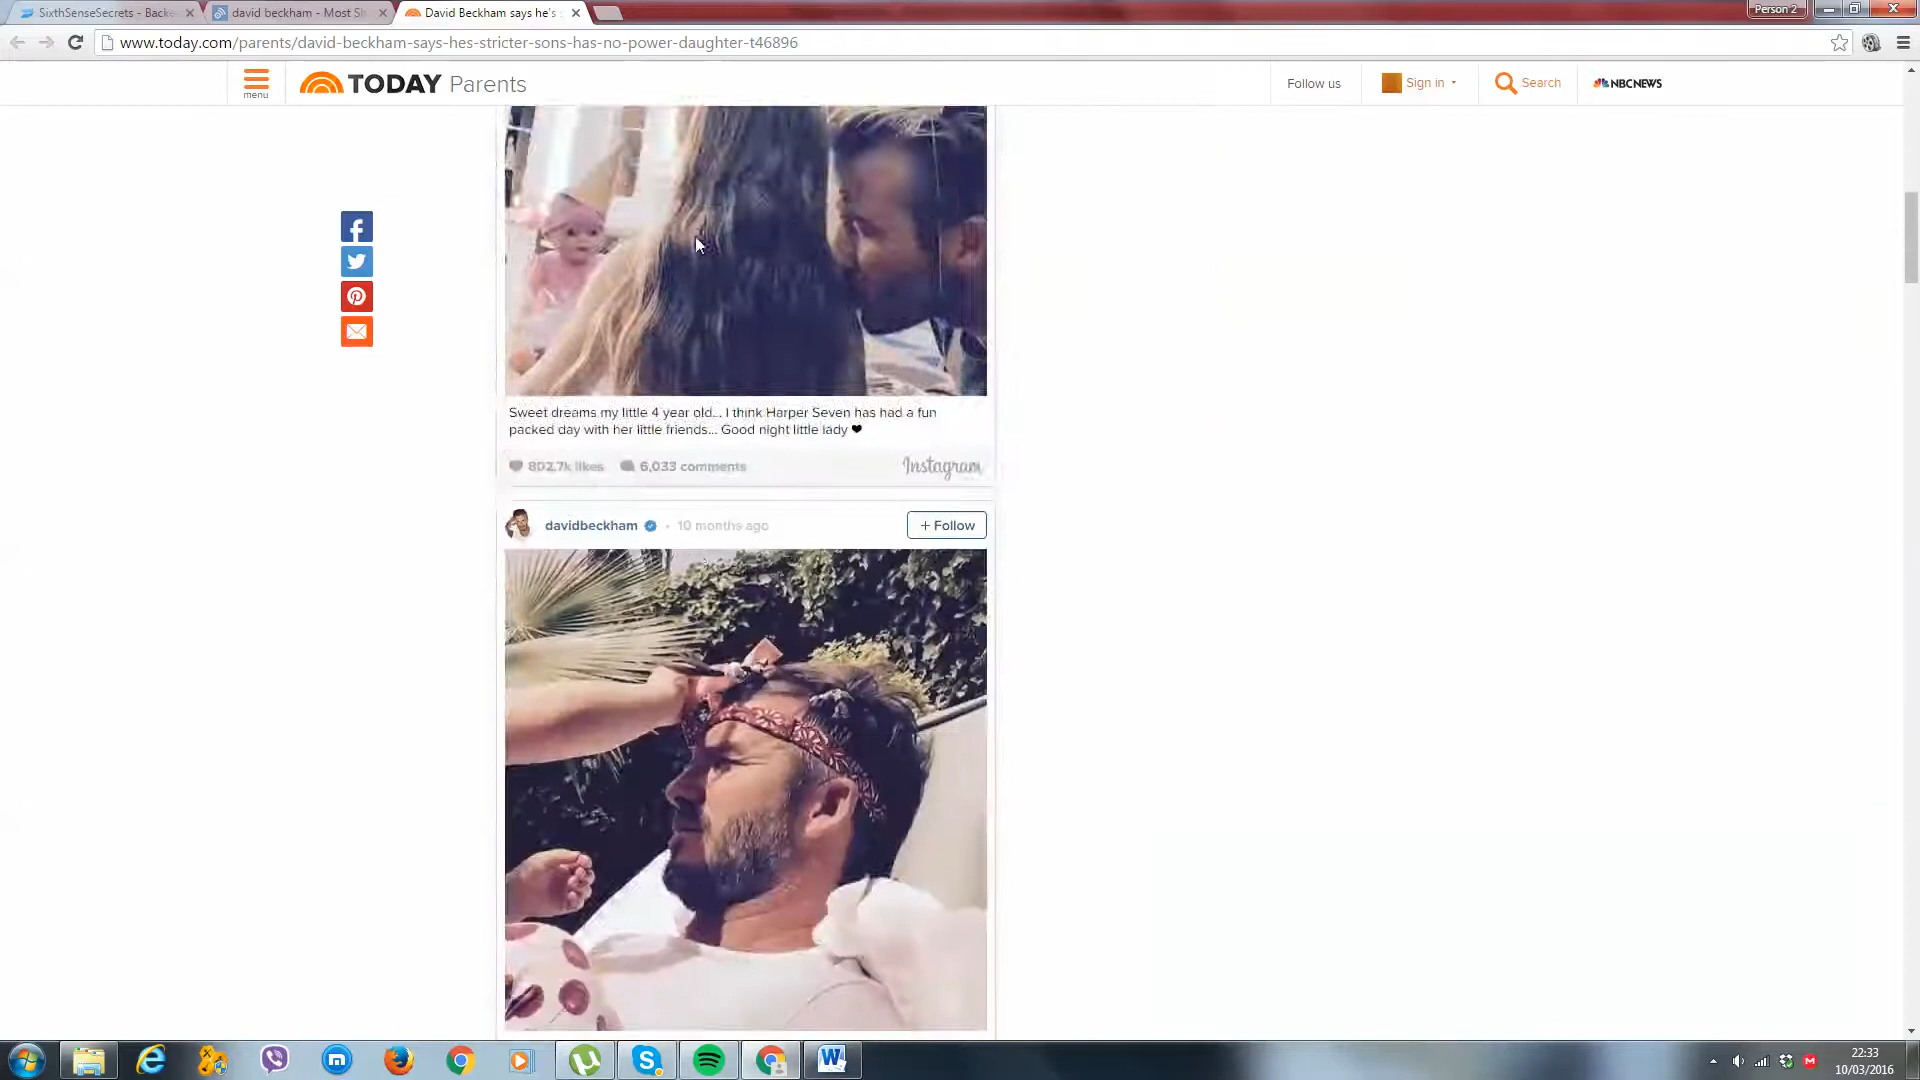 SixthSenseSecrets - Backe
david beckham - Most Sh
David Beckham says he's s
Person 2
www.today.com/parents/david-beckham-says-hes-stricter-sons-has-no-power-daughter-t46896
menu
TODAY Parents
Follow us
Sign in
Search
NBCNEWS
Sweet dreams my little 4 year old... I think Harper Seven has had a fun
packed day with her little friends... Good night little lady ❤
802.7k likes 6,033 comments
Instagram
davidbeckham • 10 months ago
+ Follow
22:33
10/03/2016